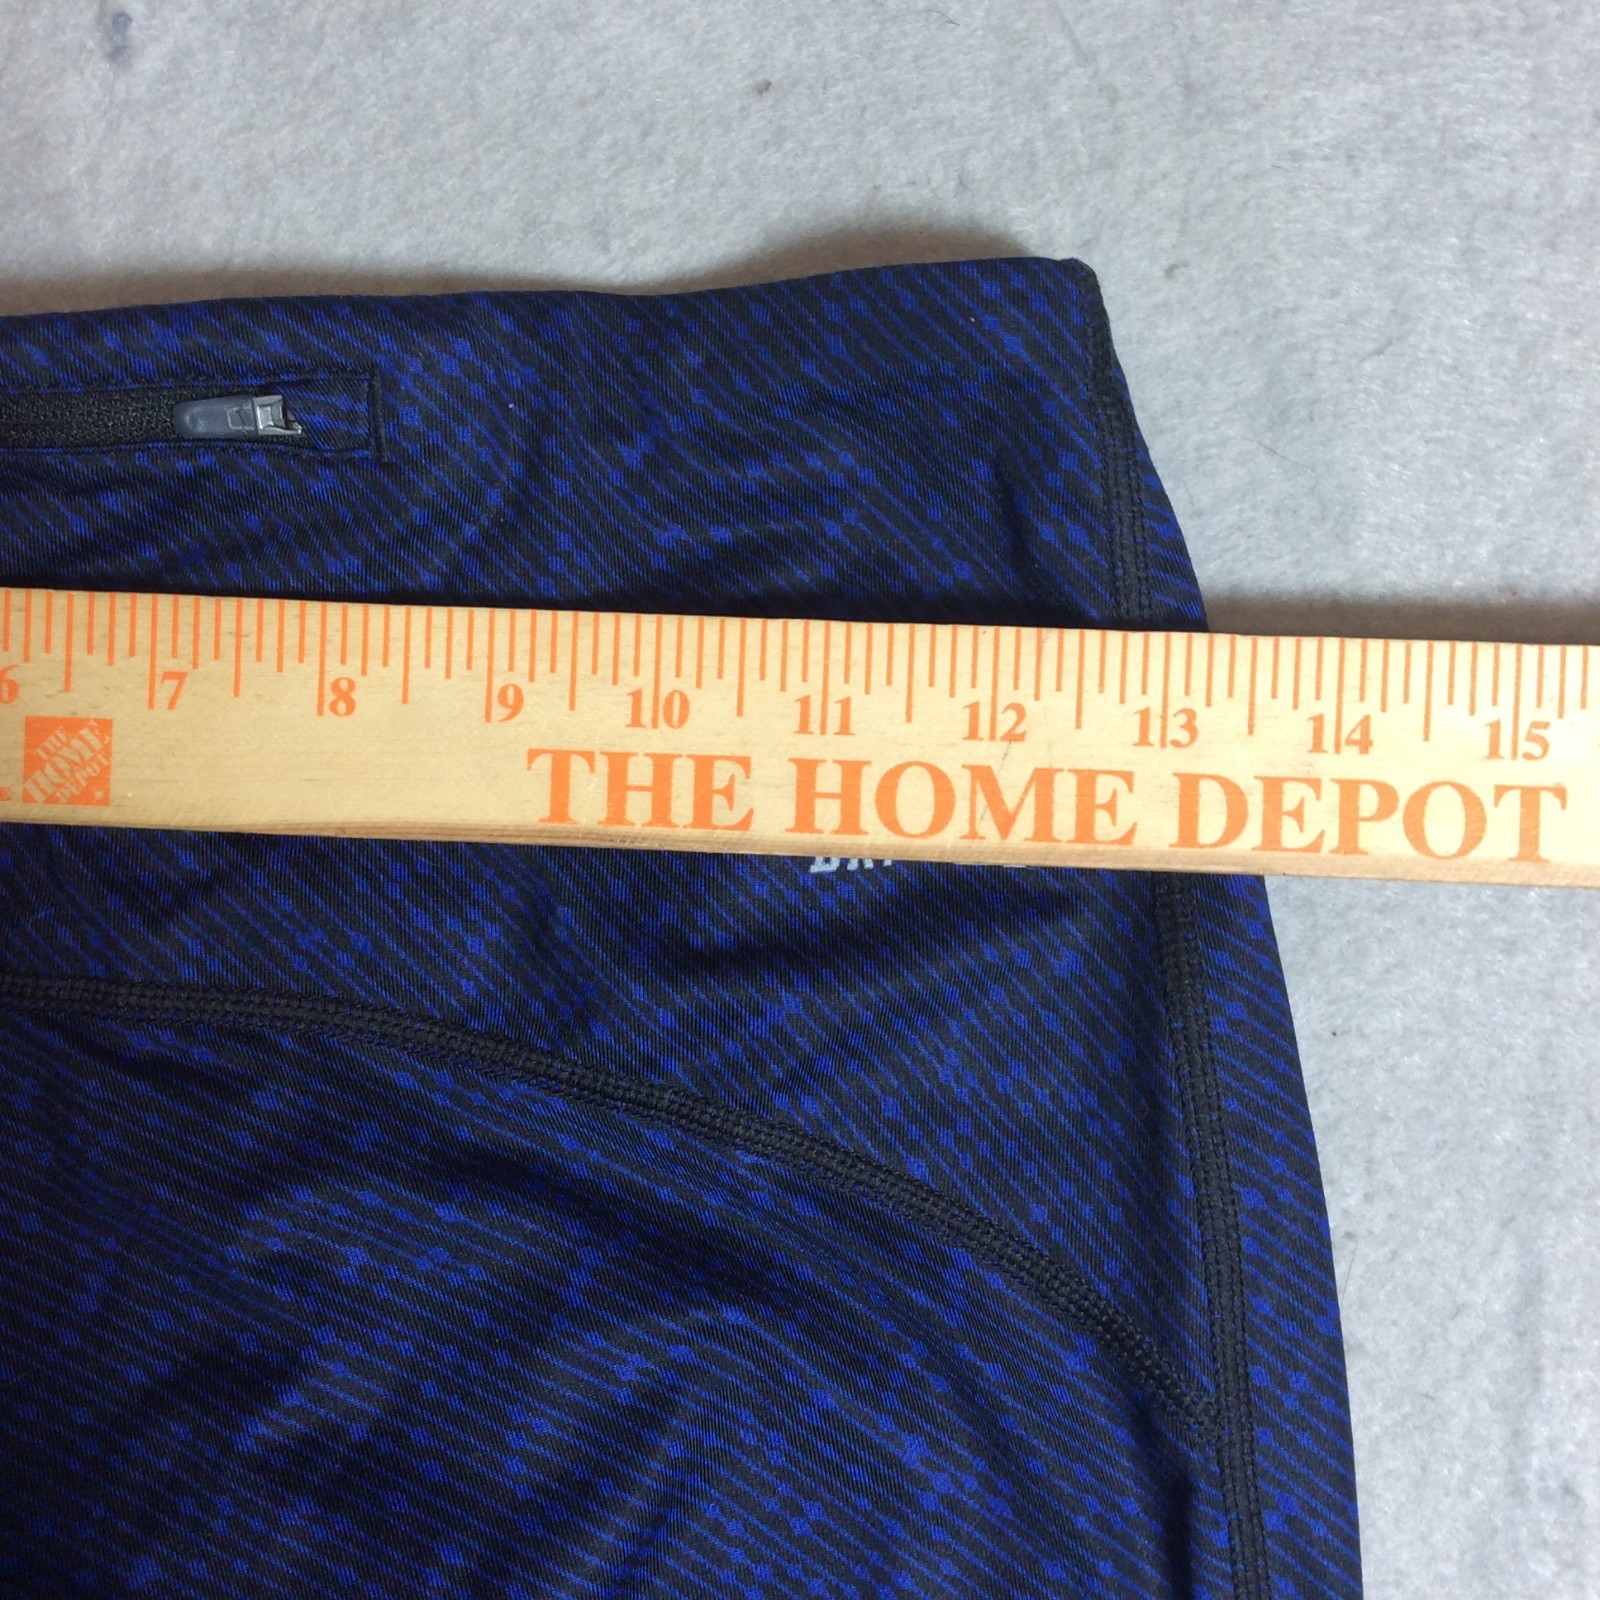 6 7 8 9 10 11 12 13 14 15
THE HOME DEPOT
THE
HOME
DEPOT